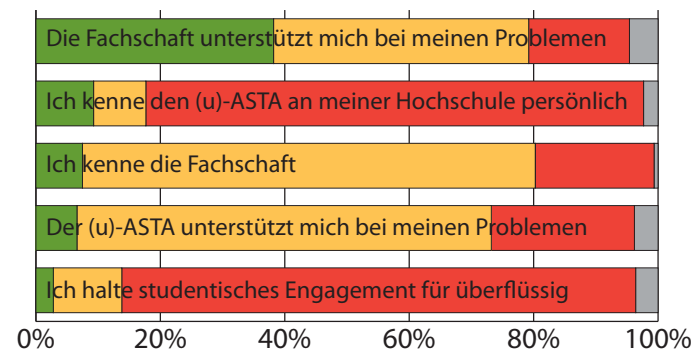 Die Fachschaft unterstützt mich bei meinen Problemen
Ich kenne den (u)-ASTA an meiner Hochschule persönlich
Ich kenne die Fachschaft
Der (u)-ASTA unterstützt mich bei meinen Problemen
Ich halte studentisches Engagement für überflüssig
0% 20% 40% 60% 80% 100%